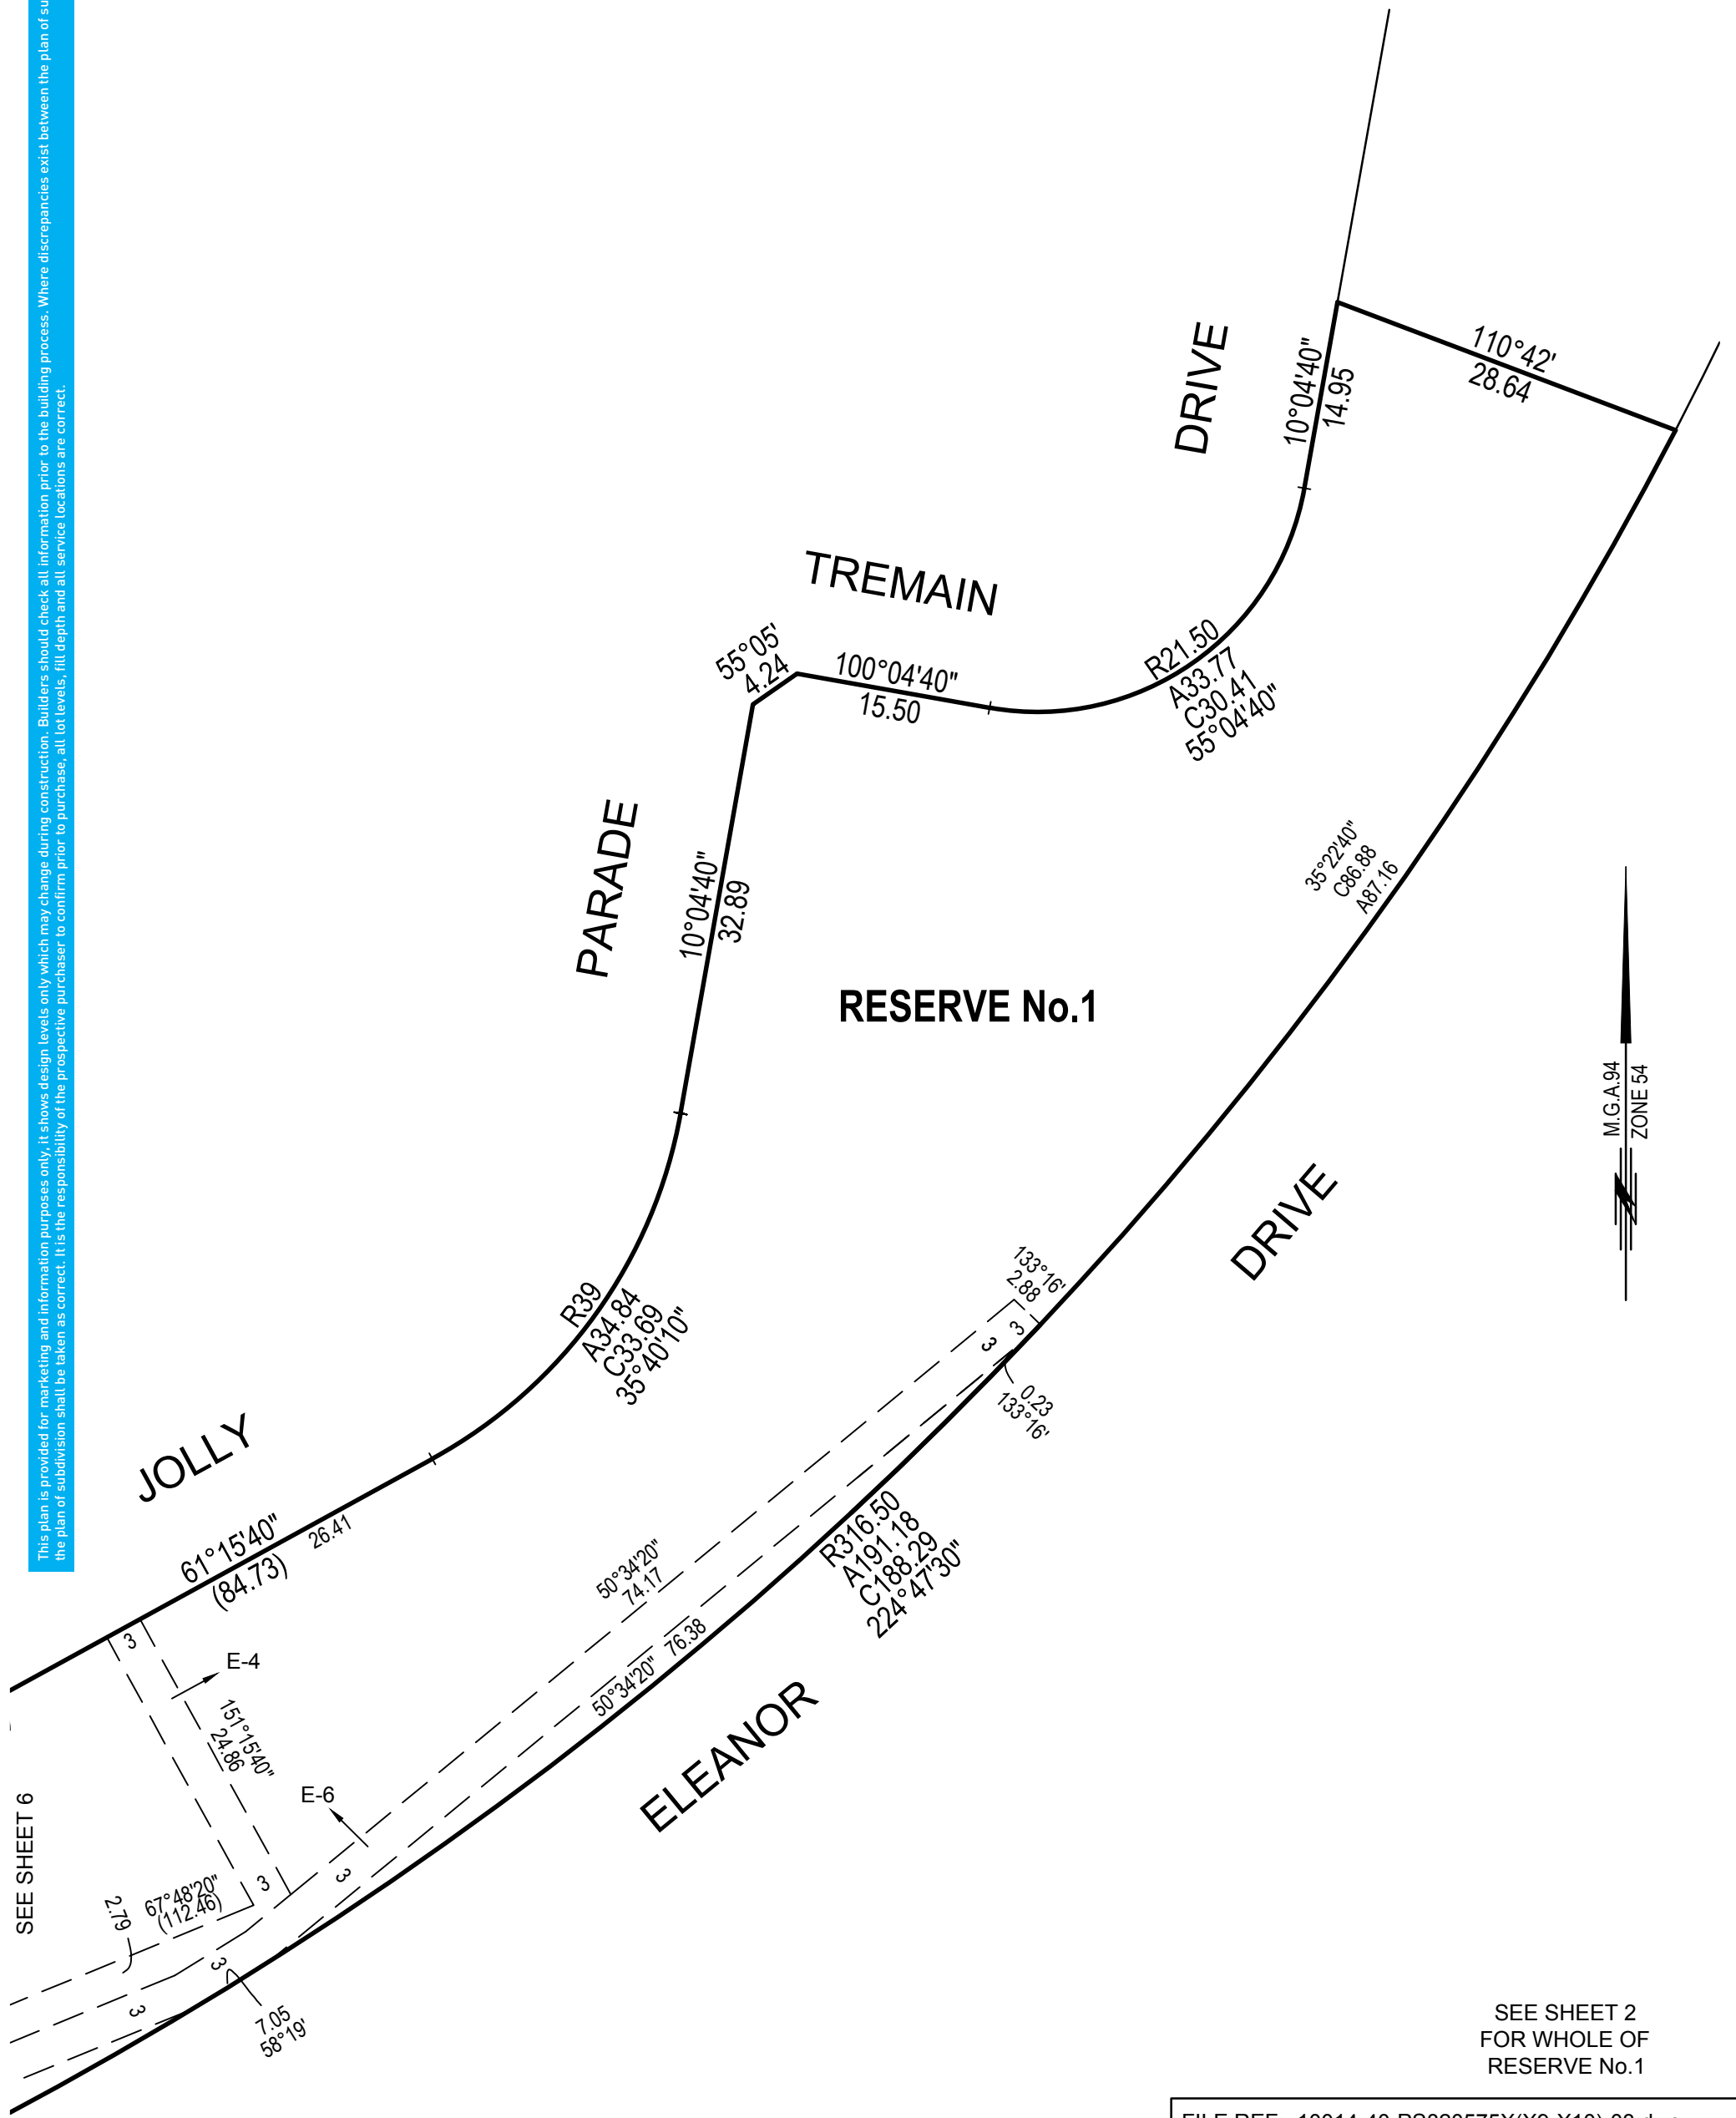 This plan is provided for marketing and information purposes only, it shows design levels only which may change during construction. Builders should check all information prior to the building process. Where discrepancies exist between the plan of su
the plan of subdivision shall be taken as correct. It is the responsibility of the prospective purchaser to confirm prior to purchase, all lot levels, fill depth and all service locations are correct.
110°42'
28.64
DRIVE
10°04'40"
14.95
TREMAIN
55°05'
4.24
100°04'40"
15.50
R21.50
A33.77
C30.41
55°04'40"
PARADE
10°04'40"
32.89
35°22'40"
C86.88
A87.16
RESERVE No.1
M.G.A.94
ZONE 54
N
DRIVE
133°16'
2.88
3
3
0.23
133°16'
R39
A34.84
C33.69
35°40'10"
JOLLY
61°15'40"
(84.73)
26.41
R316.50
A191.18
C188.29
224°47'30"
50°34'20"
74.17
50°34'20" 76.38
3
E-4
151°15'40"
24.86
ELEANOR
E-6
SEE SHEET 6
3
3
2.79
67°48'20"
(112.46)
3
3
7.05
58°19'
SEE SHEET 2
FOR WHOLE OF
RESERVE No.1